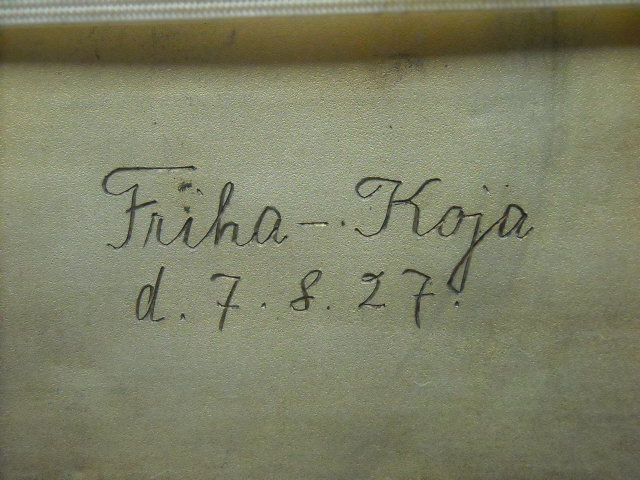 Friha - Koja
d. 7. 8. 27.